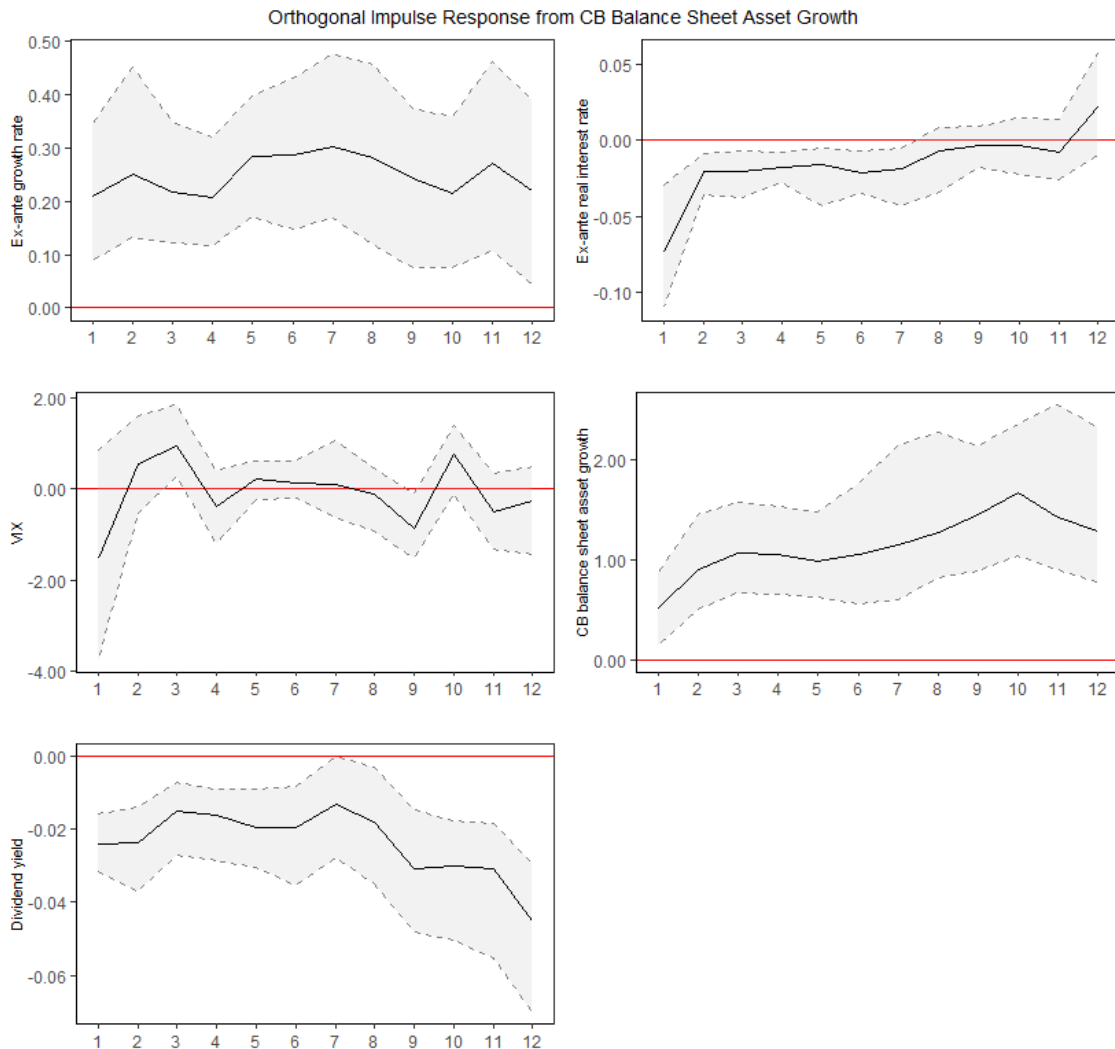 Orthogonal Impulse Response from CB Balance Sheet Asset Growth
Ex-ante growth rate
0.50
0.40
0.30
0.20
0.10
0.00
1 2 3 4 5 6 7 8 9 10 11 12
Ex-ante real interest rate
0.05
0.00
-0.05
-0.10
1 2 3 4 5 6 7 8 9 10 11 12
VIX
2.00
0.00
-2.00
-4.00
1 2 3 4 5 6 7 8 9 10 11 12
CB balance sheet asset growth
2.00
1.00
0.00
1 2 3 4 5 6 7 8 9 10 11 12
Dividend yield
0.00
-0.02
-0.04
-0.06
1 2 3 4 5 6 7 8 9 10 11 12